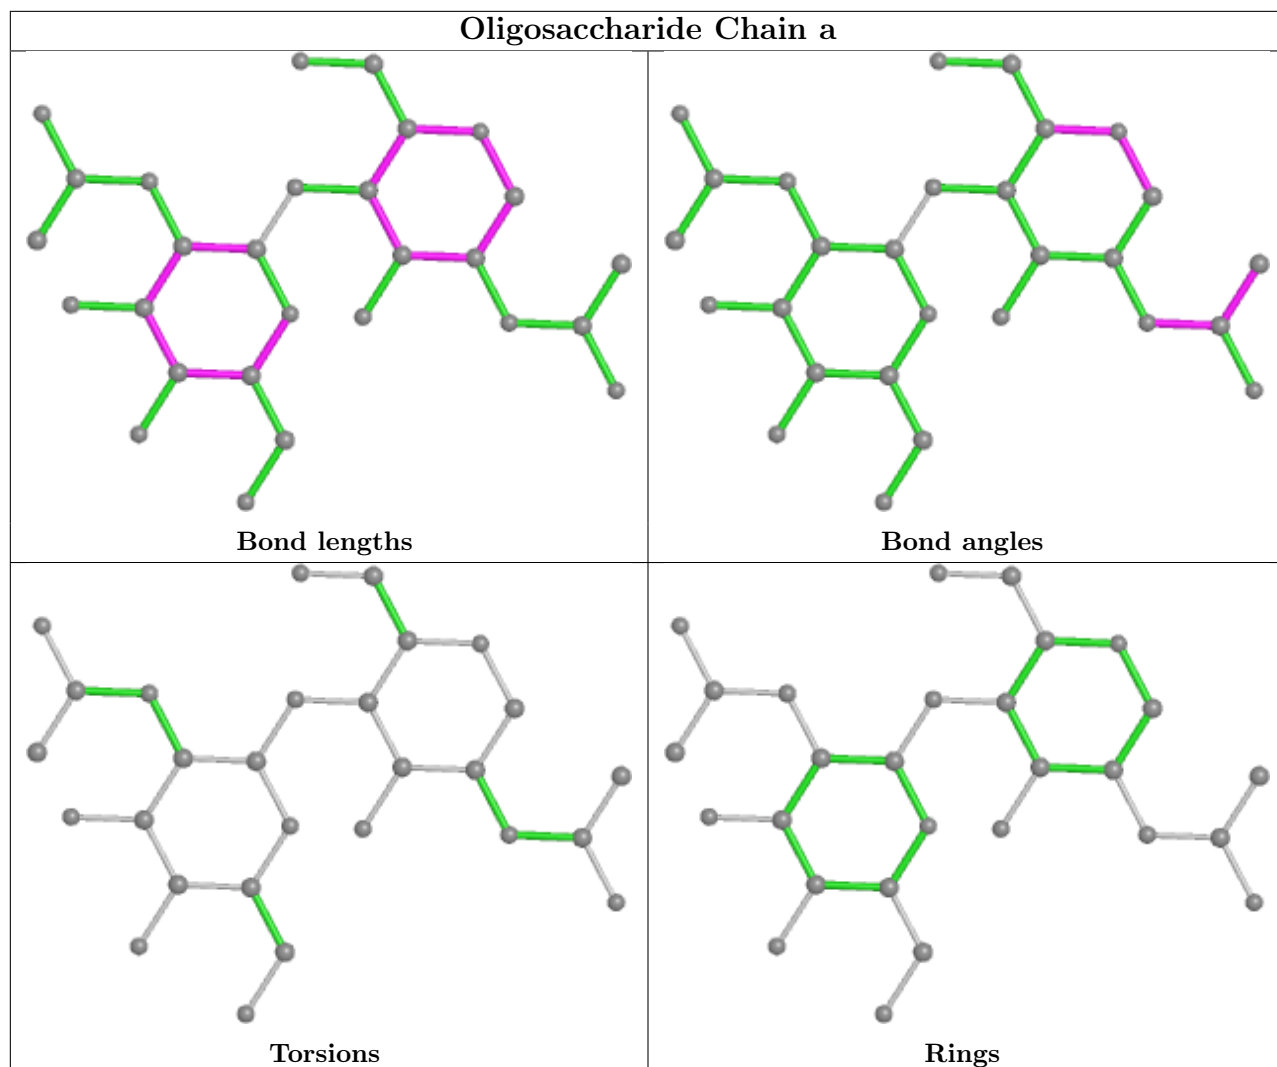 Oligosaccharide Chain a
Bond lengths
Bond angles
Torsions
Rings